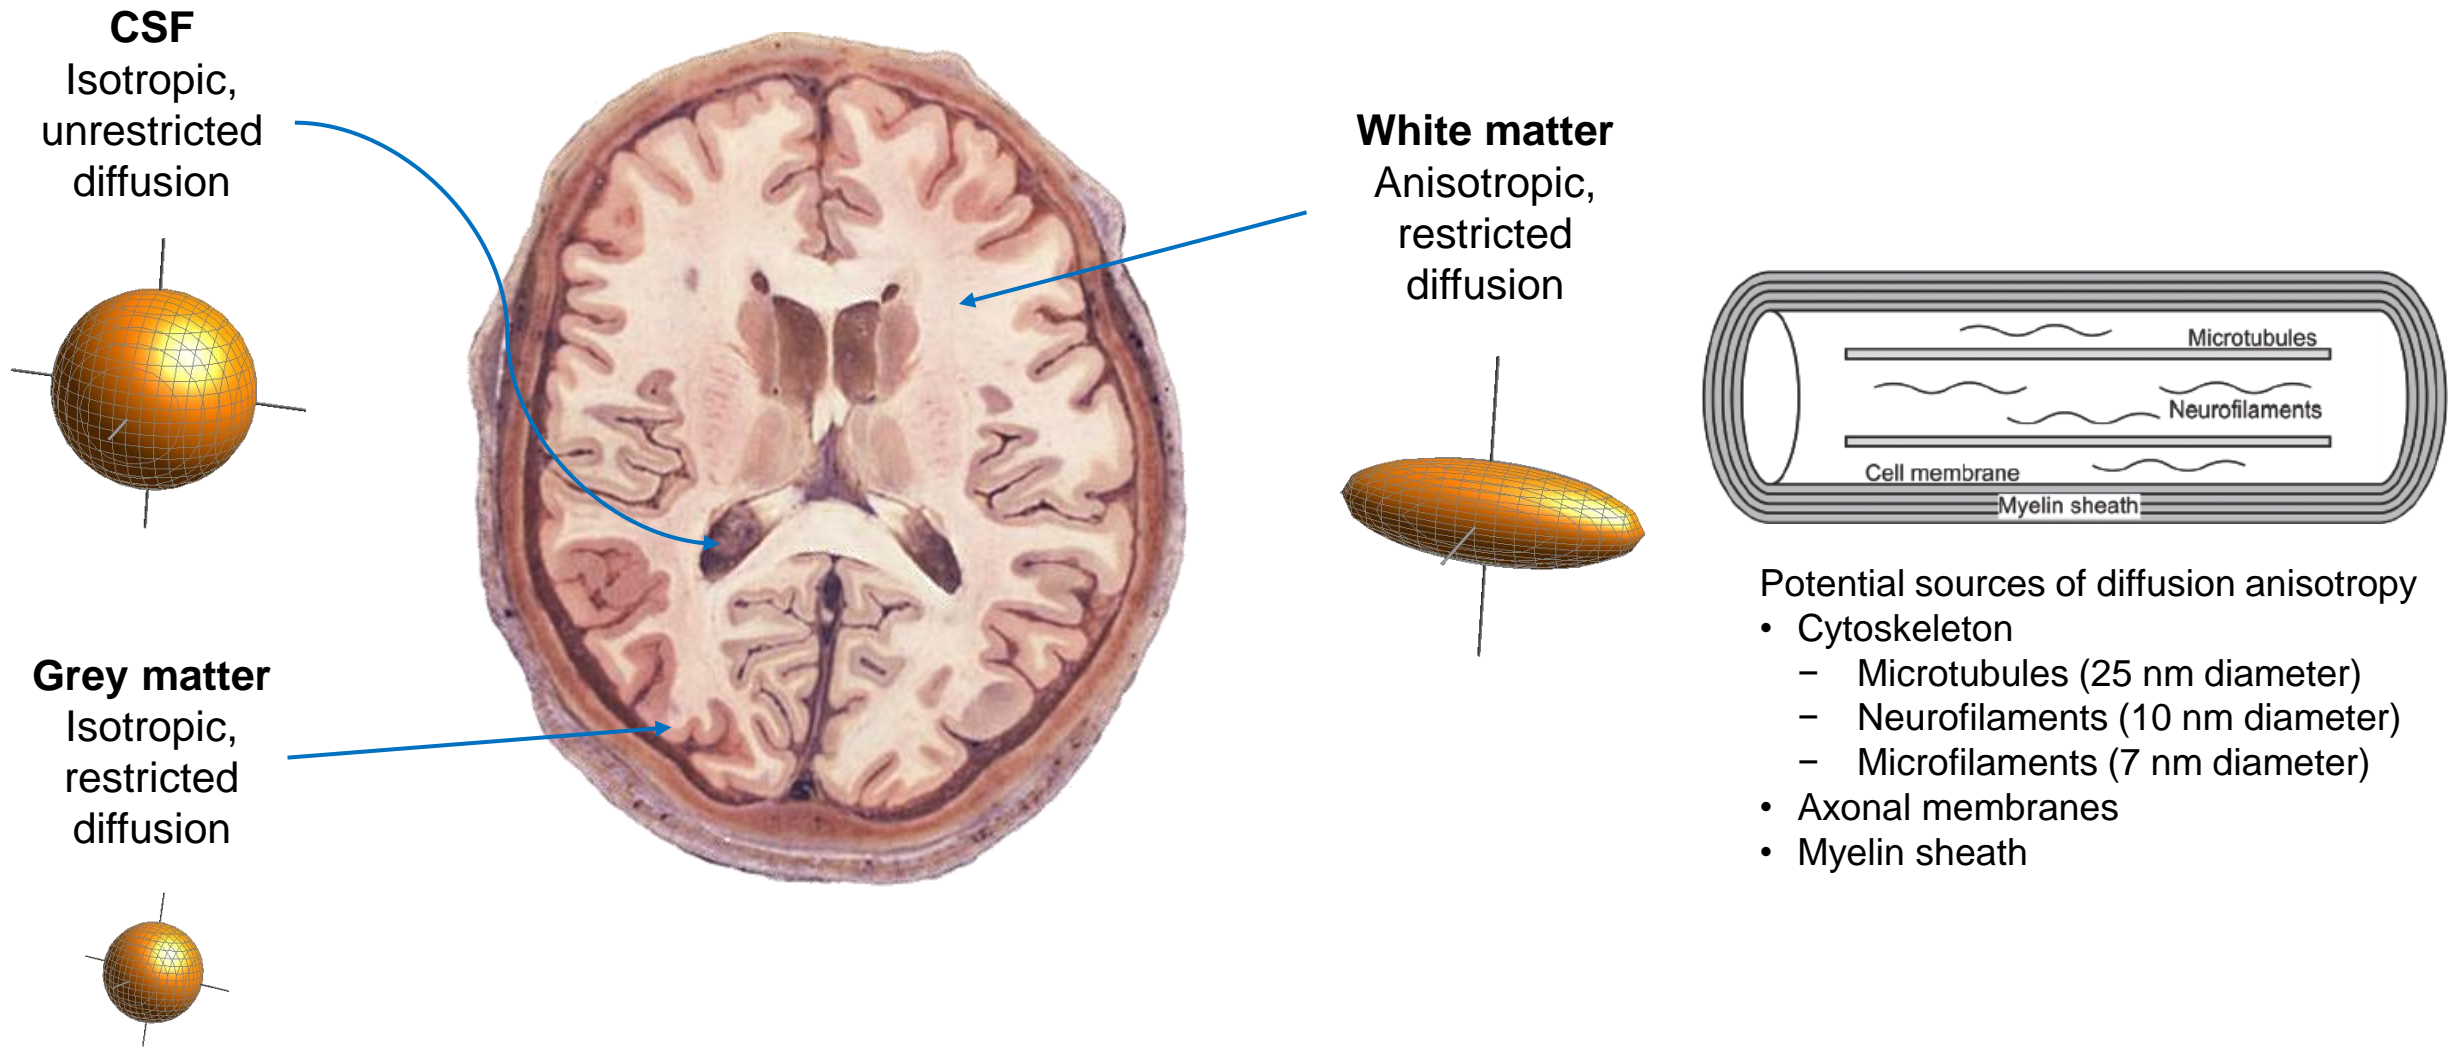 CSF
Isotropic,
unrestricted
diffusion
Grey matter
Isotropic,
restricted
diffusion
White matter
Anisotropic,
restricted
diffusion
Microtubules
Neurofilaments
Cell membrane
Myelin sheath
Potential sources of diffusion anisotropy
• Cytoskeleton
− Microtubules (25 nm diameter)
− Neurofilaments (10 nm diameter)
− Microfilaments (7 nm diameter)
• Axonal membranes
• Myelin sheath